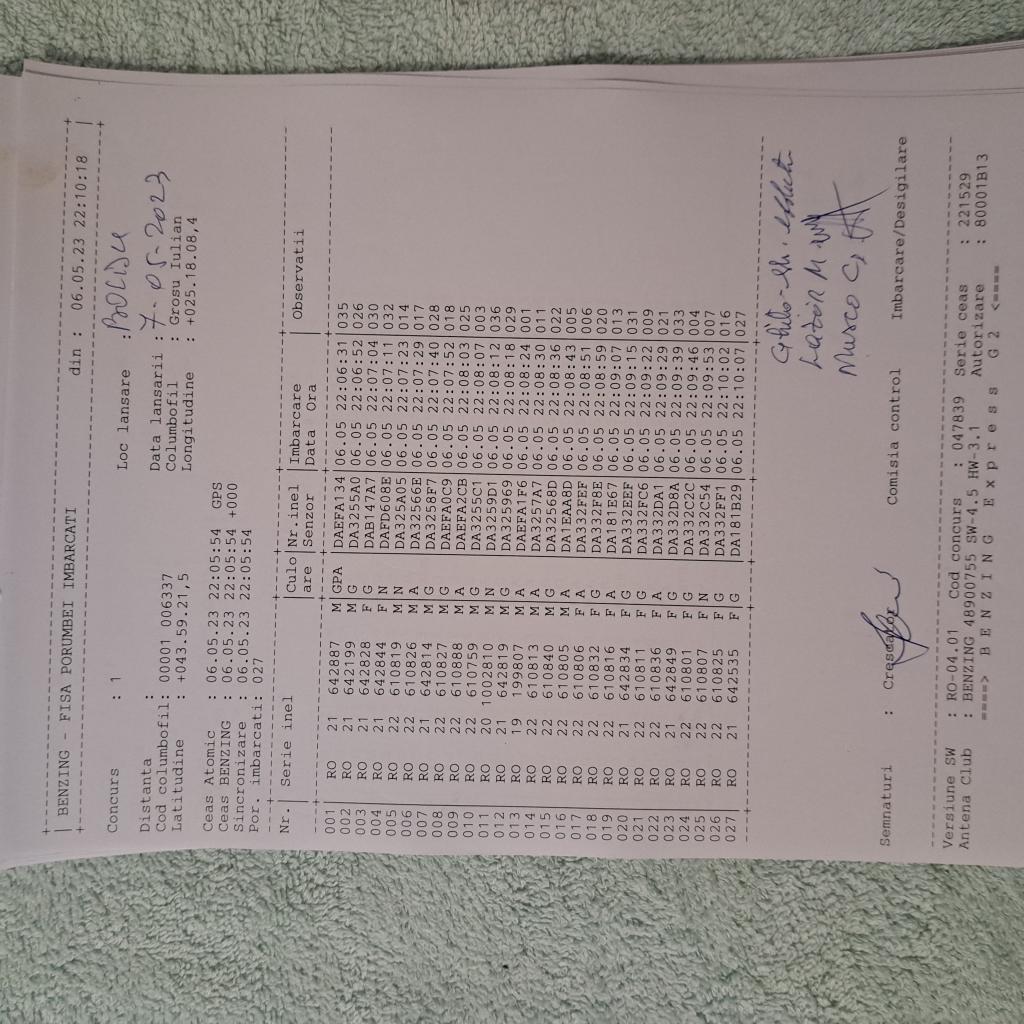 BENZING - FISA PORUMBEI IMBARCATI din : 06.05.23 22:10:18
Concurs : 1 Loc lansare : BOLIDU
Distanta : Data lansarii : 7-05-2023
Cod columbofil: 00001 006337 Columbofil : Grosu Iulian
Latitudine : +043.59.21,5 Longitudine : +025.18.08,4
Ceas Atomic : 06.05.23 22:05:54 GPS
Ceas BENZING : 06.05.23 22:05:54 +000
Sincronizare : 06.05.23 22:05:54
Por. imbarcati: 027
Nr. | Serie inel | Culo | Nr.inel | Imbarcare | Observatii
are | Senzor | Data Ora
001 | RO 21 642887 M | GPA | DAEFA134 | 06.05 22:06:31 | 035
002 | RO 21 642199 M | G | DA3255A0 | 06.05 22:06:52 | 026
003 | RO 21 642828 F | G | DAB147A7 | 06.05 22:07:04 | 030
004 | RO 21 642844 F | N | DAFD608E | 06.05 22:07:11 | 032
005 | RO 22 610819 M | N | DA325A05 | 06.05 22:07:23 | 014
006 | RO 22 610826 M | A | DA32566E | 06.05 22:07:29 | 017
007 | RO 21 642814 M | G | DA3258F7 | 06.05 22:07:40 | 028
008 | RO 22 610827 M | G | DAEFA0C9 | 06.05 22:07:52 | 018
009 | RO 22 610888 M | A | DAEFA2CB | 06.05 22:08:03 | 025
010 | RO 22 610759 M | G | DA3255C1 | 06.05 22:08:07 | 003
011 | RO 20 1002810 M | N | DA3259D1 | 06.05 22:08:12 | 036
012 | RO 21 642819 M | G | DA325969 | 06.05 22:08:18 | 029
013 | RO 19 199807 M | A | DAEFA1F6 | 06.05 22:08:24 | 001
014 | RO 22 610813 M | A | DA3257A7 | 06.05 22:08:30 | 011
015 | RO 22 610840 M | G | DA32568D | 06.05 22:08:36 | 022
016 | RO 22 610805 M | A | DA1EAA8D | 06.05 22:08:43 | 005
017 | RO 22 610806 F | A | DA332FEF | 06.05 22:08:51 | 006
018 | RO 22 610832 F | G | DA332F8E | 06.05 22:08:59 | 020
019 | RO 22 610816 F | A | DA181E67 | 06.05 22:09:07 | 013
020 | RO 21 642834 F | G | DA332EEF | 06.05 22:09:15 | 031
021 | RO 22 610811 F | G | DA332FC6 | 06.05 22:09:22 | 009
022 | RO 22 610836 F | A | DA332DA1 | 06.05 22:09:29 | 021
023 | RO 21 642849 F | G | DA332D8A | 06.05 22:09:39 | 033
024 | RO 22 610801 F | G | DA332C2C | 06.05 22:09:46 | 004
025 | RO 22 610807 F | N | DA332C54 | 06.05 22:09:53 | 007
026 | RO 22 610825 F | G | DA332FF1 | 06.05 22:10:02 | 016
027 | RO 21 642535 F | G | DA181B29 | 06.05 22:10:07 | 027
Semnaturi : Crescator Comisia control Imbarcare/Desigilare
Versiune SW : RO-04.01 Cod concurs : 047839 Serie ceas : 221529
Antena Club : BENZING 48900755 SW-4.5 HW-3.1 Autorizare : 80001B13
====> B E N Z I N G E x p r e s s G 2 <====